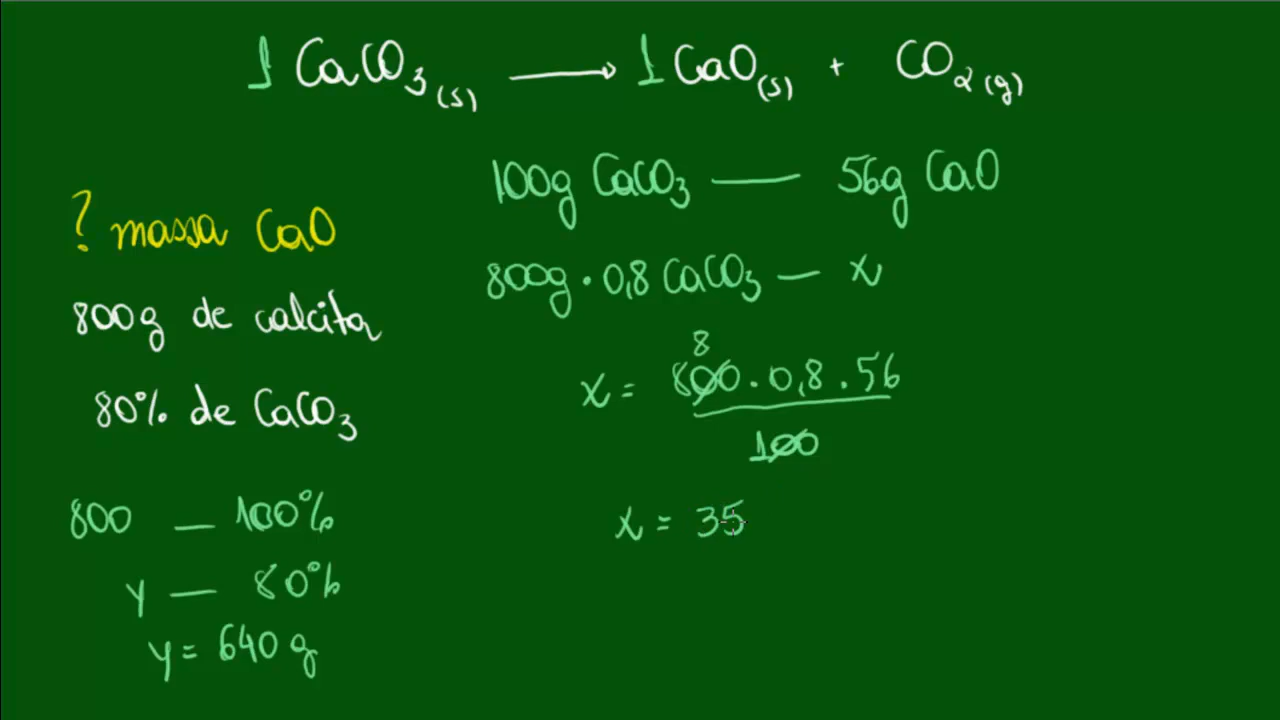 1 CaCO₃(s) ⟶ 1 CaO(s) + CO₂(g)
? massa CaO
800g de calcita
80% de CaCO₃
800 — 100%
y — 80%
y = 640 g
100g CaCO₃ — 56g CaO
800g · 0,8 CaCO₃ — x
8
x = 800 . 0,8 . 56
100
x = 35